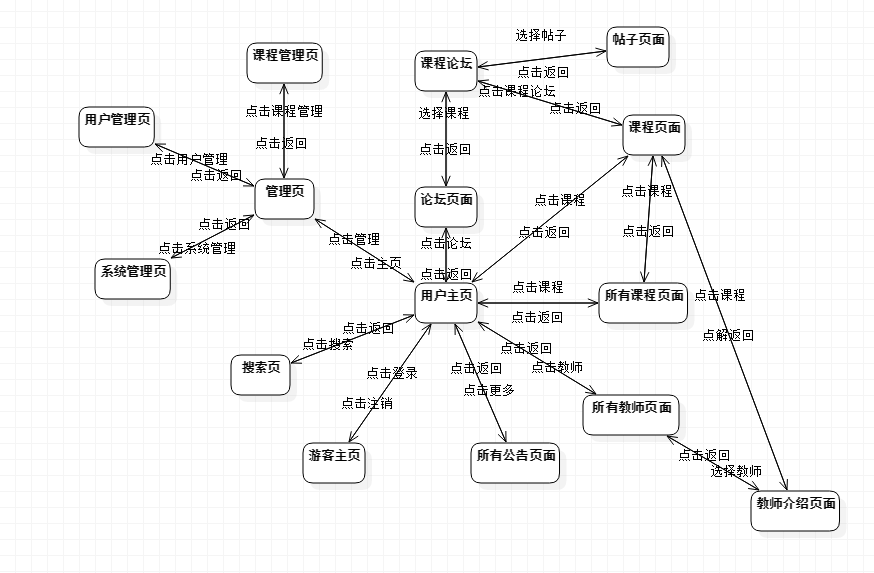 选择帖子
帖子页面
课程管理页
课程论坛
点击返回
点击课程论坛
点击返回
用户管理页
点击课程管理
选择课程
课程页面
点击返回
点击返回
点击用户管理
点击返回
管理页
点击课程
点击课程
论坛页面
点击返回
点击系统管理
点击管理
点击论坛
点击返回
点击返回
系统管理页
点击主页
点击返回
用户主页
点击课程
所有课程页面
点击课程
点击返回
点击返回
点击搜索
点击返回
点解返回
搜索页
点击登录
点击返回
点击教师
点击注销
点击更多
所有教师页面
游客主页
所有公告页面
点击返回
选择教师
教师介绍页面